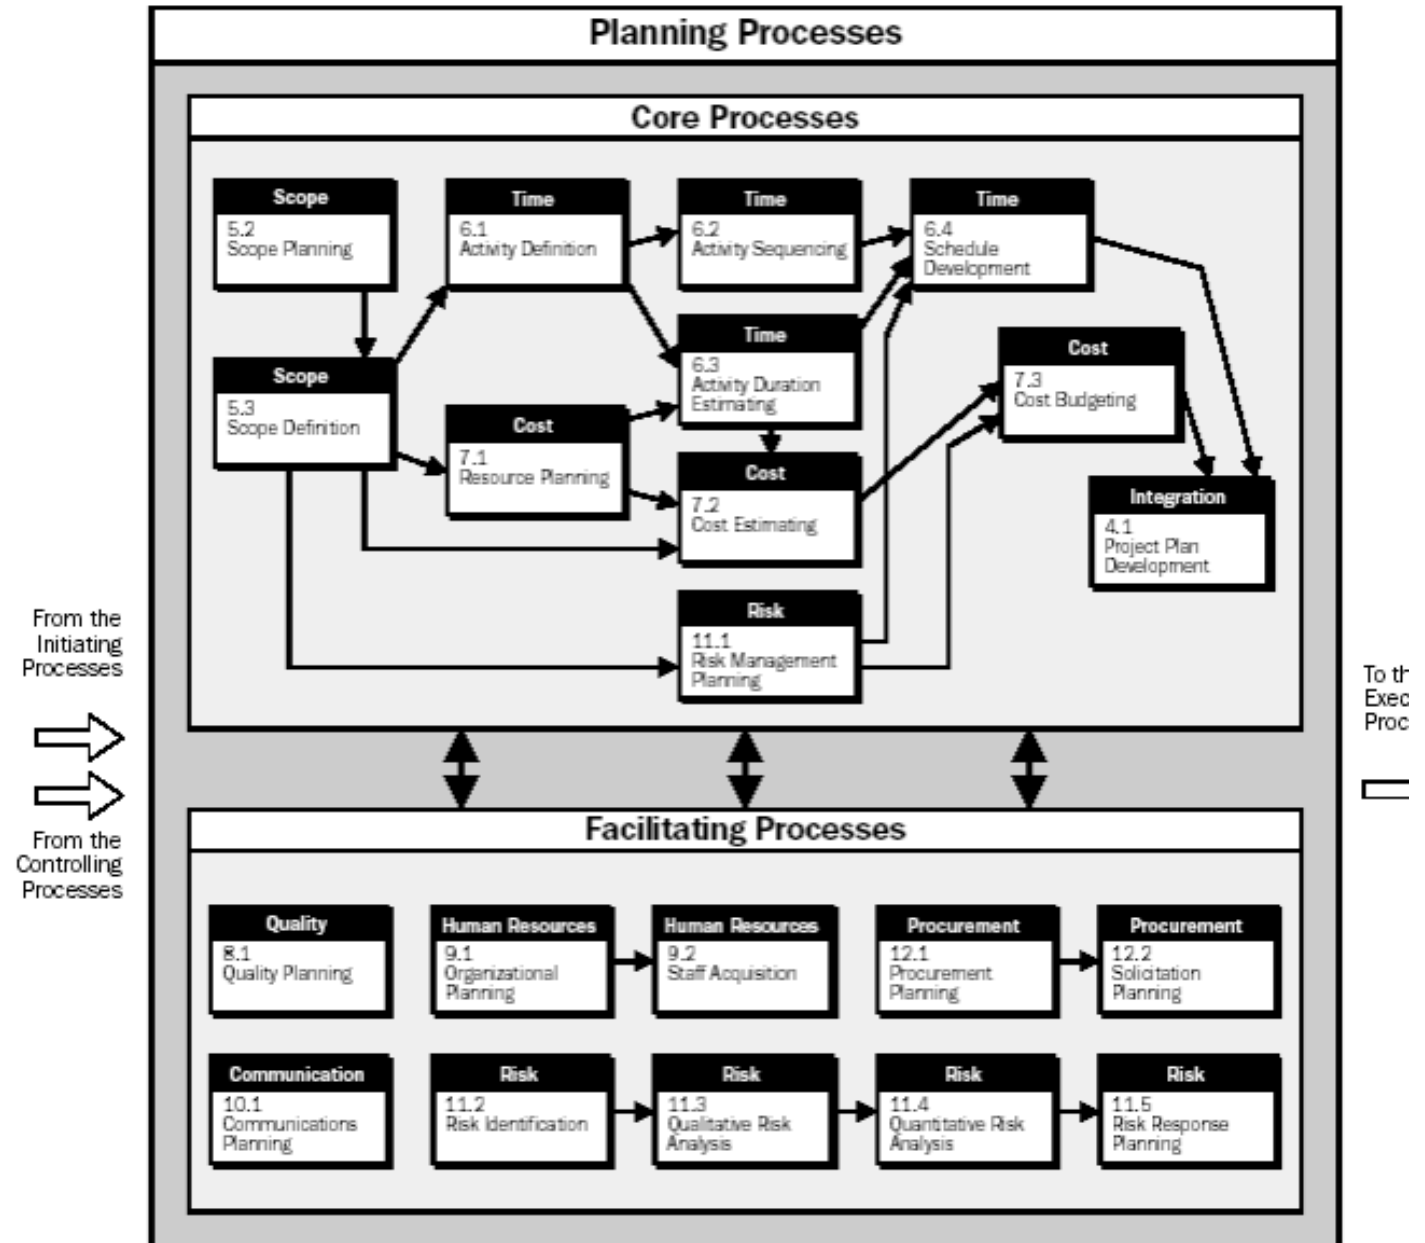 Planning Processes
Core Processes
Scope
5.2
Scope Planning
Time
6.1
Activity Definition
Time
6.2
Activity Sequencing
Time
6.4
Schedule
Development
Time
6.3
Activity Duration
Estimating
Cost
7.3
Cost Budgeting
Scope
5.3
Scope Definition
Cost
7.1
Resource Planning
Cost
7.2
Cost Estimating
Integration
4.1
Project Plan
Development
Risk
11.1
Risk Management
Planning
From the
Initiating
Processes
From the
Controlling
Processes
To th
Exec
Proc
Facilitating Processes
Quality
8.1
Quality Planning
Human Resources
9.1
Organizational
Planning
Human Resources
9.2
Staff Acquisition
Procurement
12.1
Procurement
Planning
Procurement
12.2
Solicitation
Planning
Communication
10.1
Communications
Planning
Risk
11.2
Risk Identification
Risk
11.3
Qualitative Risk
Analysis
Risk
11.4
Quantitative Risk
Analysis
Risk
11.5
Risk Response
Planning